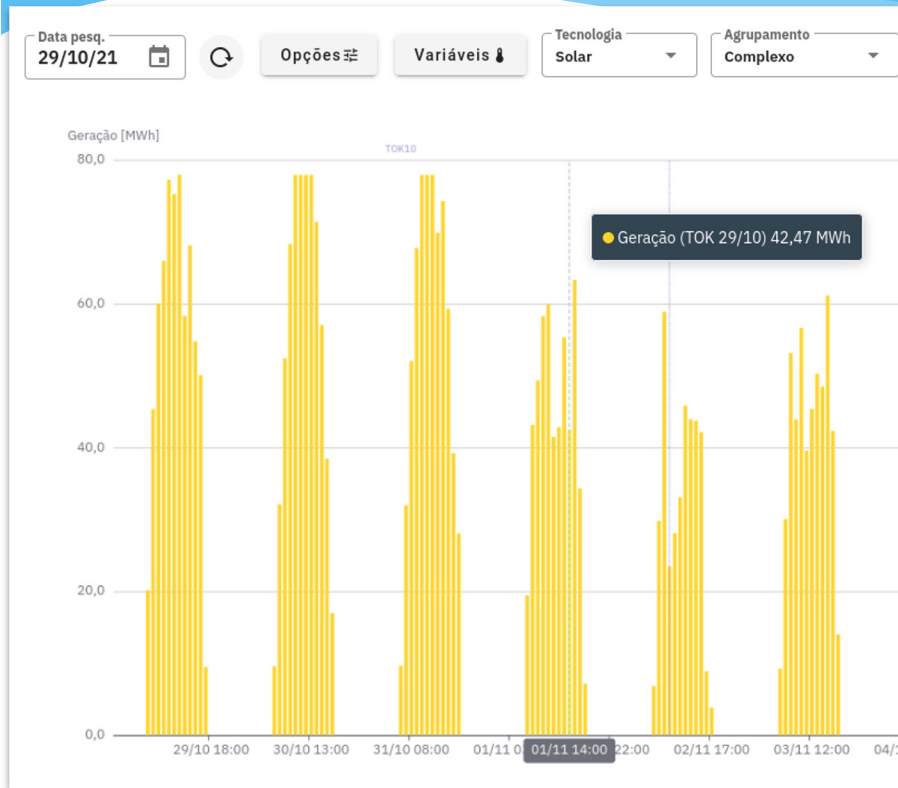 Data pesq.
29/10/21
Opções
Variáveis
Tecnologia
Solar
Agrupamento
Complexo
Geração [MWh]
TOK10
80,0
Geração (TOK 29/10) 42,47 MWh
60,0
40,0
20,0
0,0
29/10 18:00 30/10 13:00 31/10 08:00 01/11 01/11 14:00 22:00 02/11 17:00 03/11 12:00